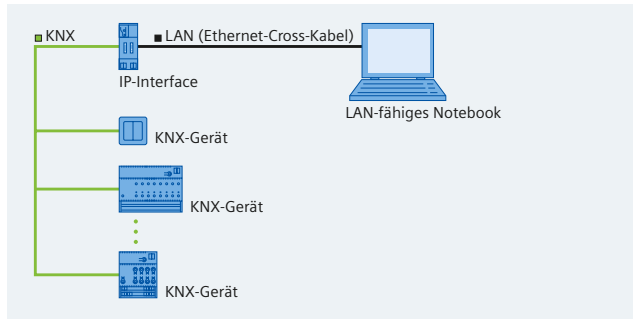 KNX
LAN (Ethernet-Cross-Kabel)
IP-Interface
LAN-fähiges Notebook
KNX-Gerät
KNX-Gerät
KNX-Gerät